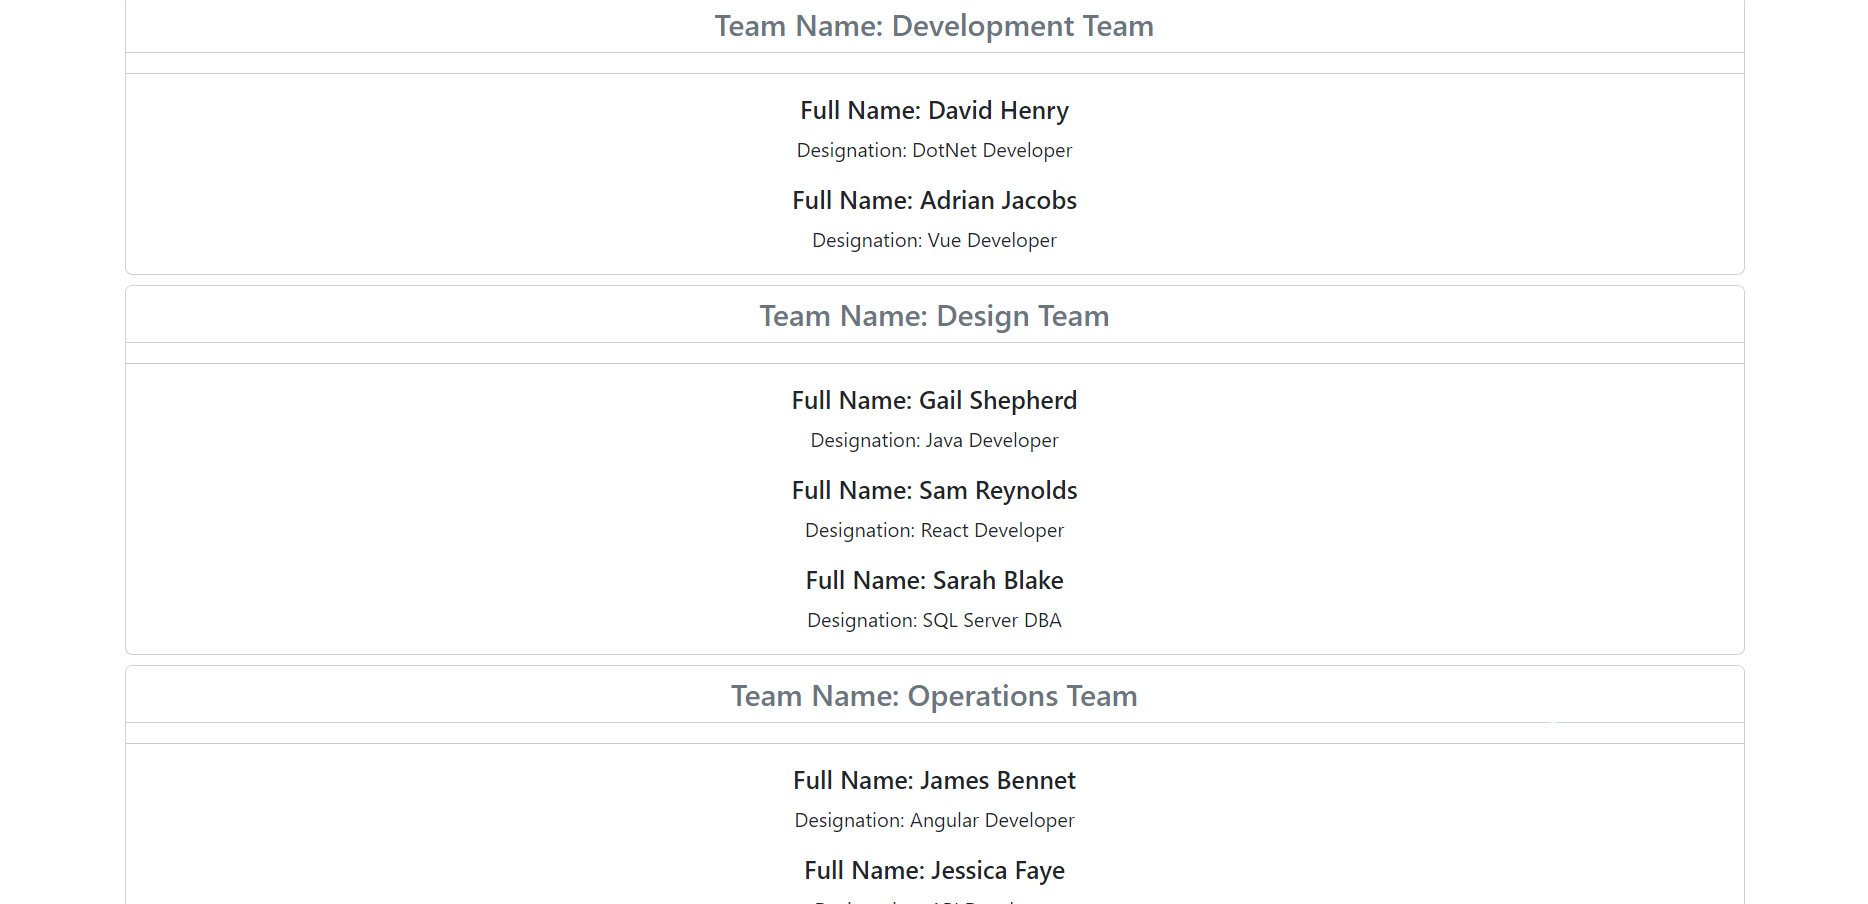 Team Name: Development Team
Full Name: David Henry
Designation: DotNet Developer
Full Name: Adrian Jacobs
Designation: Vue Developer
Team Name: Design Team
Full Name: Gail Shepherd
Designation: Java Developer
Full Name: Sam Reynolds
Designation: React Developer
Full Name: Sarah Blake
Designation: SQL Server DBA
Team Name: Operations Team
Full Name: James Bennet
Designation: Angular Developer
Full Name: Jessica Faye